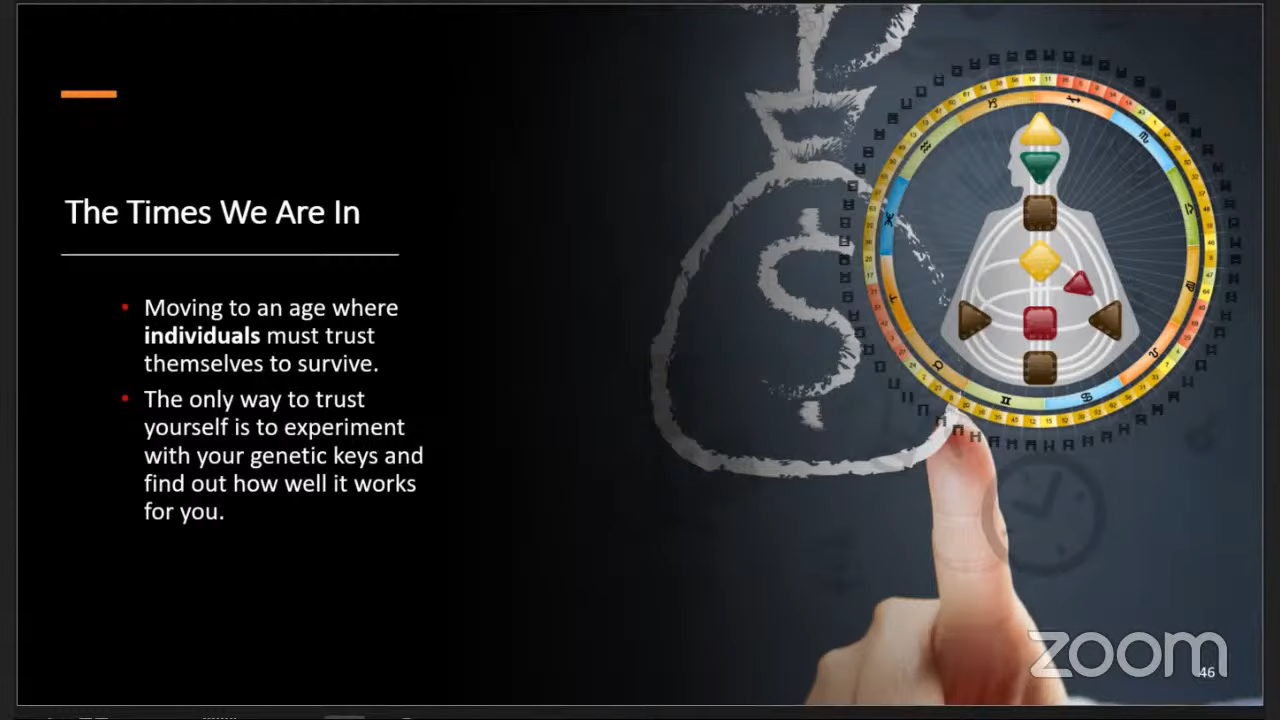 The Times We Are In
• Moving to an age where
individuals must trust
themselves to survive.
• The only way to trust
yourself is to experiment
with your genetic keys and
find out how well it works
for you.
$
zoom
46